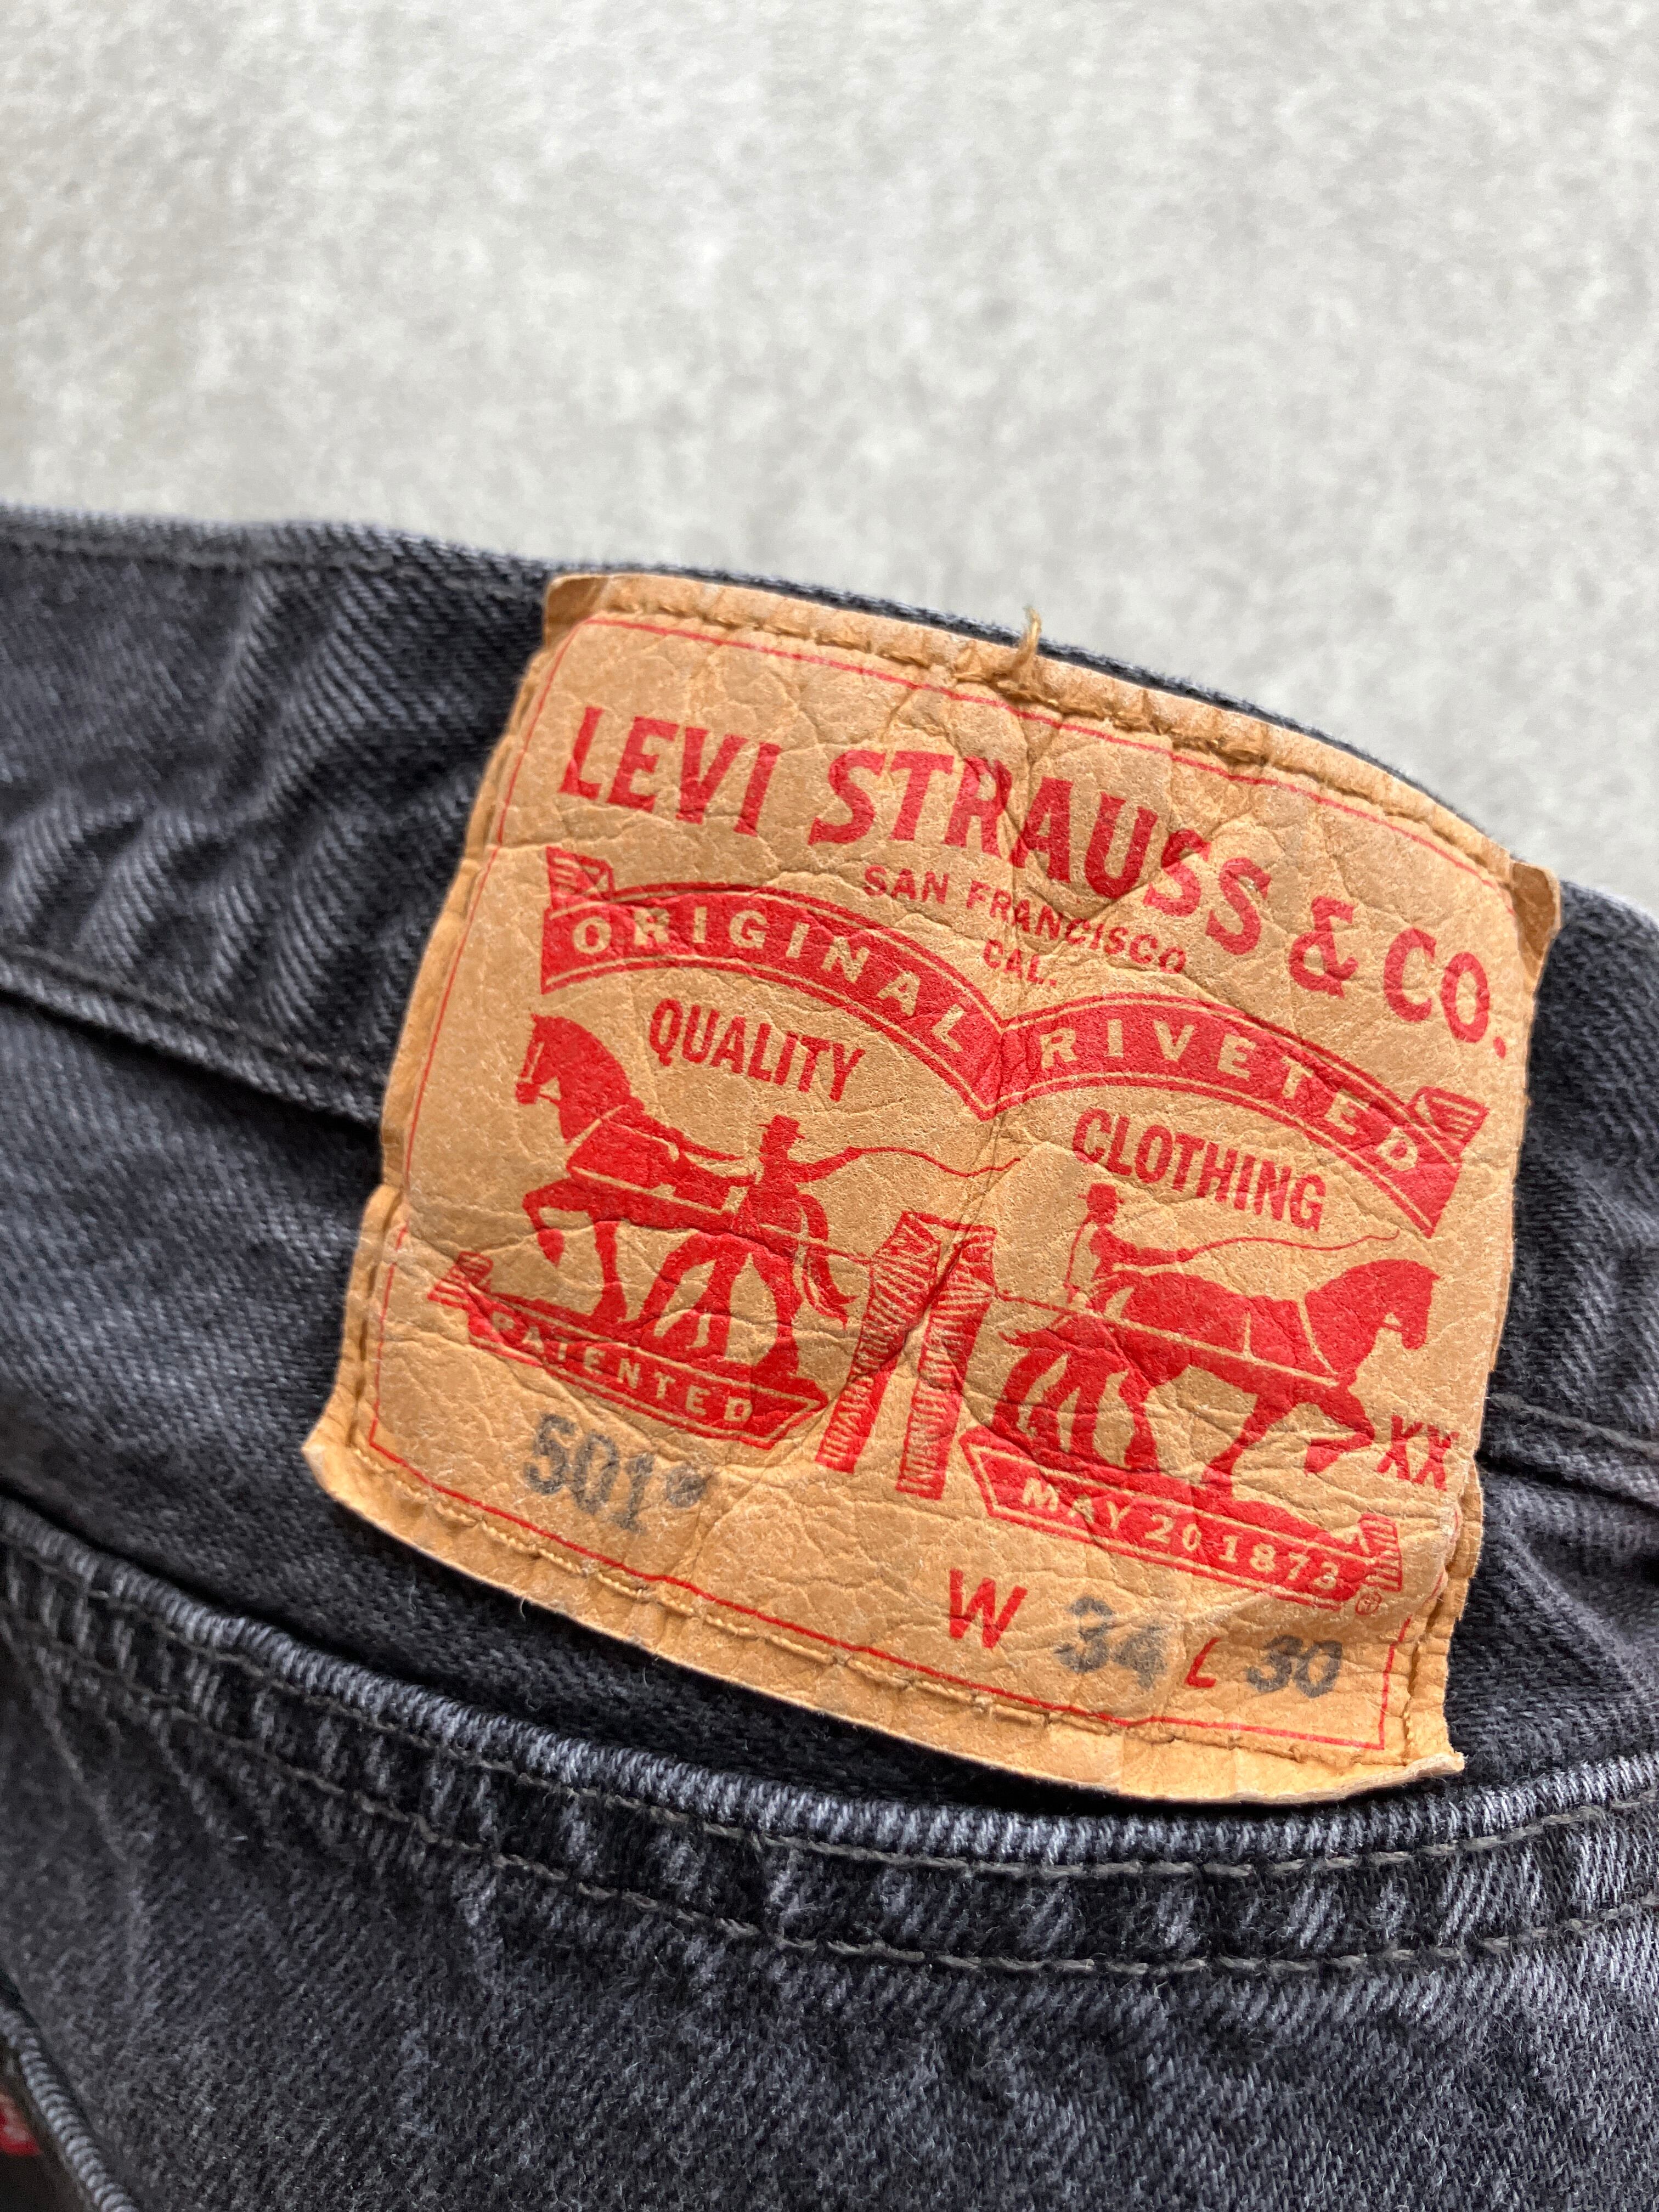 LEVI STRAUSS & CO.
SAN FRANCISCO
CAL.
ORIGINAL RIVETED
QUALITY CLOTHING
XX
PATENTED MAY 20 1873 ®
501®
W 34 L 30